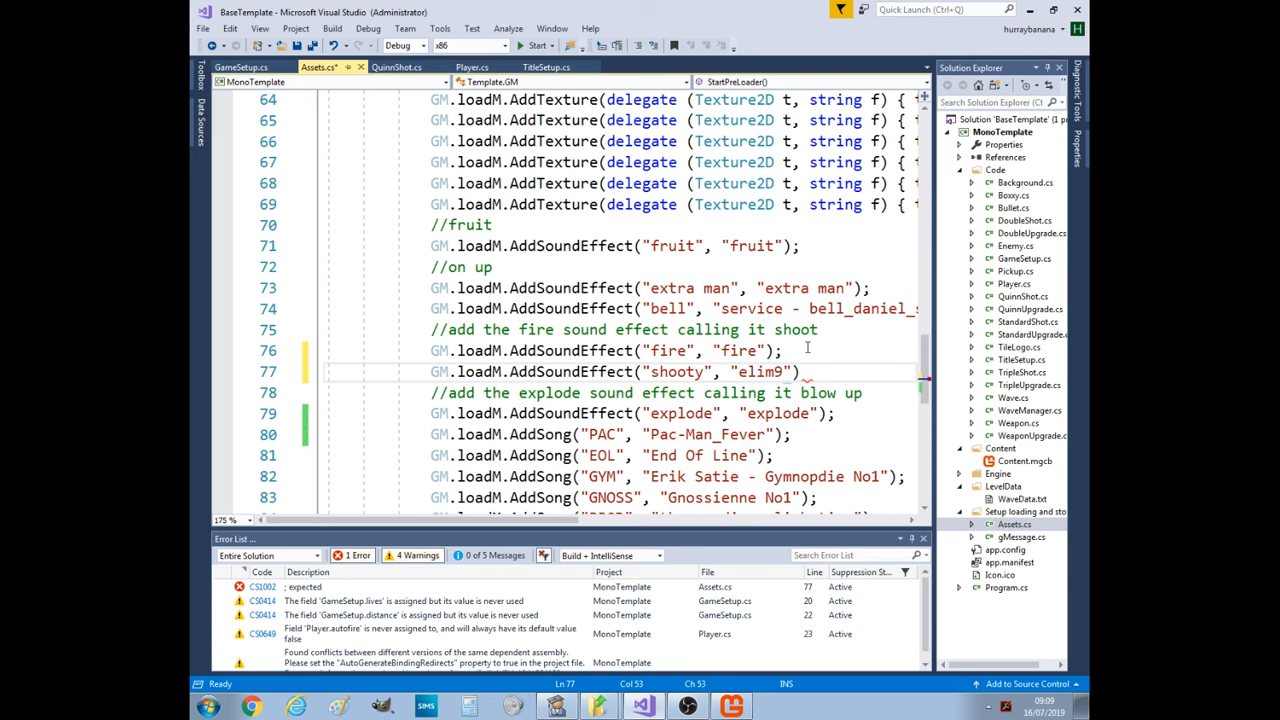 BaseTemplate - Microsoft Visual Studio (Administrator)
Quick Launch (Ctrl+Q)
File Edit View Project Build Debug Team Tools Test Analyze Window Help
hurraybanana H
Debug x86 Start
Toolbox
Data Sources
GameSetup.cs Assets.cs* QuinnShot.cs Player.cs TitleSetup.cs
MonoTemplate Template.GM StartPreLoader()
64 GM.loadM.AddTexture(delegate (Texture2D t, string f) {
65 GM.loadM.AddTexture(delegate (Texture2D t, string f) {
66 GM.loadM.AddTexture(delegate (Texture2D t, string f) {
67 GM.loadM.AddTexture(delegate (Texture2D t, string f) {
68 GM.loadM.AddTexture(delegate (Texture2D t, string f) {
69 GM.loadM.AddTexture(delegate (Texture2D t, string f) {
70 //fruit
71 GM.loadM.AddSoundEffect("fruit", "fruit");
72 //on up
73 GM.loadM.AddSoundEffect("extra man", "extra man");
74 GM.loadM.AddSoundEffect("bell", "service - bell_daniel_s
75 //add the fire sound effect calling it shoot
76 GM.loadM.AddSoundEffect("fire", "fire");
77 GM.loadM.AddSoundEffect("shooty", "elim9")
78 //add the explode sound effect calling it blow up
79 GM.loadM.AddSoundEffect("explode", "explode");
80 GM.loadM.AddSong("PAC", "Pac-Man_Fever");
81 GM.loadM.AddSong("EOL", "End Of Line");
82 GM.loadM.AddSong("GYM", "Erik Satie - Gymnopdie No1");
83 GM.loadM.AddSong("GNOSS", "Gnossienne No1");
175 %
Solution Explorer
Search Solution Explorer (Ctrl+
Solution 'BaseTemplate' (1 p
MonoTemplate
Properties
References
Code
Background.cs
Boxxy.cs
Bullet.cs
DoubleShot.cs
DoubleUpgrade.cs
Enemy.cs
GameSetup.cs
Pickup.cs
Player.cs
QuinnShot.cs
QuinnUpgrade.cs
StandardShot.cs
StandardUpgrade.cs
TileLogo.cs
TitleSetup.cs
TripleShot.cs
TripleUpgrade.cs
Wave.cs
WaveManager.cs
Weapon.cs
WeaponUpgrade.cs
Content
Content.mgcb
Engine
LevelData
WaveData.txt
Setup loading and sto
Assets.cs
gMessage.cs
app.config
app.manifest
Icon.ico
Program.cs
Diagnostic Tools
Properties
Error List ...
Entire Solution 1 Error 4 Warnings 0 of 5 Messages Build + IntelliSense Search Error List
Code Description Project File Line Suppression St...
CS1002 ; expected MonoTemplate Assets.cs 77 Active
CS0414 The field 'GameSetup.lives' is assigned but its value is never used MonoTemplate GameSetup.cs 20 Active
CS0414 The field 'GameSetup.distance' is assigned but its value is never used MonoTemplate GameSetup.cs 22 Active
CS0649 Field 'Player.autofire' is never assigned to, and will always have its default value false MonoTemplate Player.cs 23 Active
Found conflicts between different versions of the same dependent assembly.
Please set the "AutoGenerateBindingRedirects" property to true in the project file. MonoTemplate
Ready Ln 77 Col 53 Ch 53 INS Add to Source Control
SIMS
09:09
16/07/2019